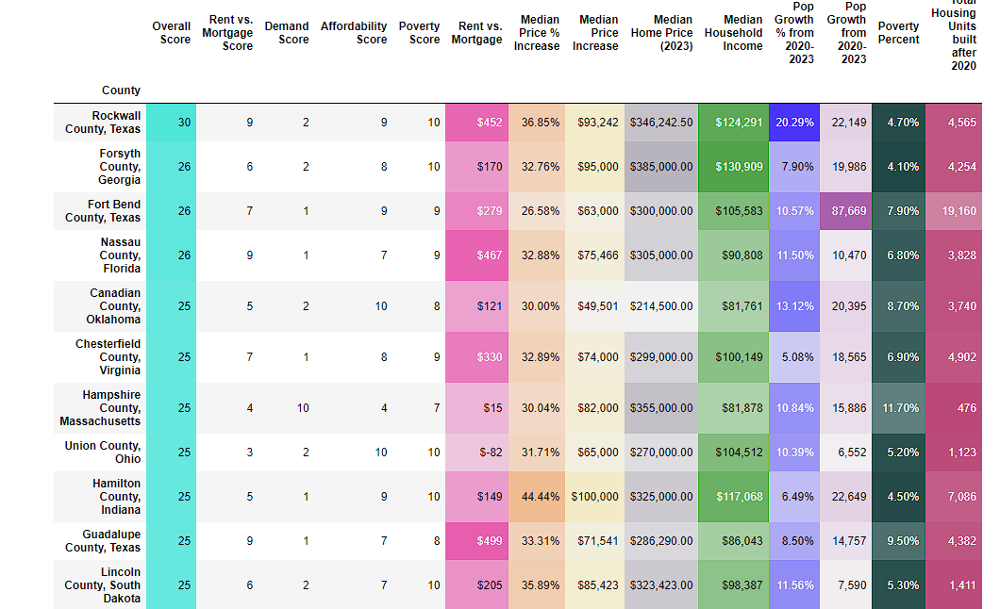 Overall Score Rent vs. Mortgage Score Demand Score Affordability Score Poverty Score Rent vs. Mortgage Median Price % Increase Median Price Increase Median Home Price (2023) Median Household Income Pop Growth % from 2020-2023 Pop Growth from 2020-2023 Poverty Percent Total Housing Units built after 2020
County
Rockwall County, Texas 30 9 2 9 10 $452 36.85% $93,242 $346,242.50 $124,291 20.29% 22,149 4.70% 4,565
Forsyth County, Georgia 26 6 2 8 10 $170 32.76% $95,000 $385,000.00 $130,909 7.90% 19,986 4.10% 4,254
Fort Bend County, Texas 26 7 1 9 9 $279 26.58% $63,000 $300,000.00 $105,583 10.57% 87,669 7.90% 19,160
Nassau County, Florida 26 9 1 7 9 $467 32.88% $75,466 $305,000.00 $90,808 11.50% 10,470 6.80% 3,828
Canadian County, Oklahoma 25 5 2 10 8 $121 30.00% $49,501 $214,500.00 $81,761 13.12% 20,395 8.70% 3,740
Chesterfield County, Virginia 25 7 1 8 9 $330 32.89% $74,000 $299,000.00 $100,149 5.08% 18,565 6.90% 4,902
Hampshire County, Massachusetts 25 4 10 4 7 $15 30.04% $82,000 $355,000.00 $81,878 10.84% 15,886 11.70% 476
Union County, Ohio 25 3 2 10 10 $-82 31.71% $65,000 $270,000.00 $104,512 10.39% 6,552 5.20% 1,123
Hamilton County, Indiana 25 5 1 9 10 $149 44.44% $100,000 $325,000.00 $117,068 6.49% 22,649 4.50% 7,086
Guadalupe County, Texas 25 9 1 7 8 $499 33.31% $71,541 $286,290.00 $86,043 8.50% 14,757 9.50% 4,382
Lincoln County, South Dakota 25 6 2 7 10 $205 35.89% $85,423 $323,423.00 $98,387 11.56% 7,590 5.30% 1,411